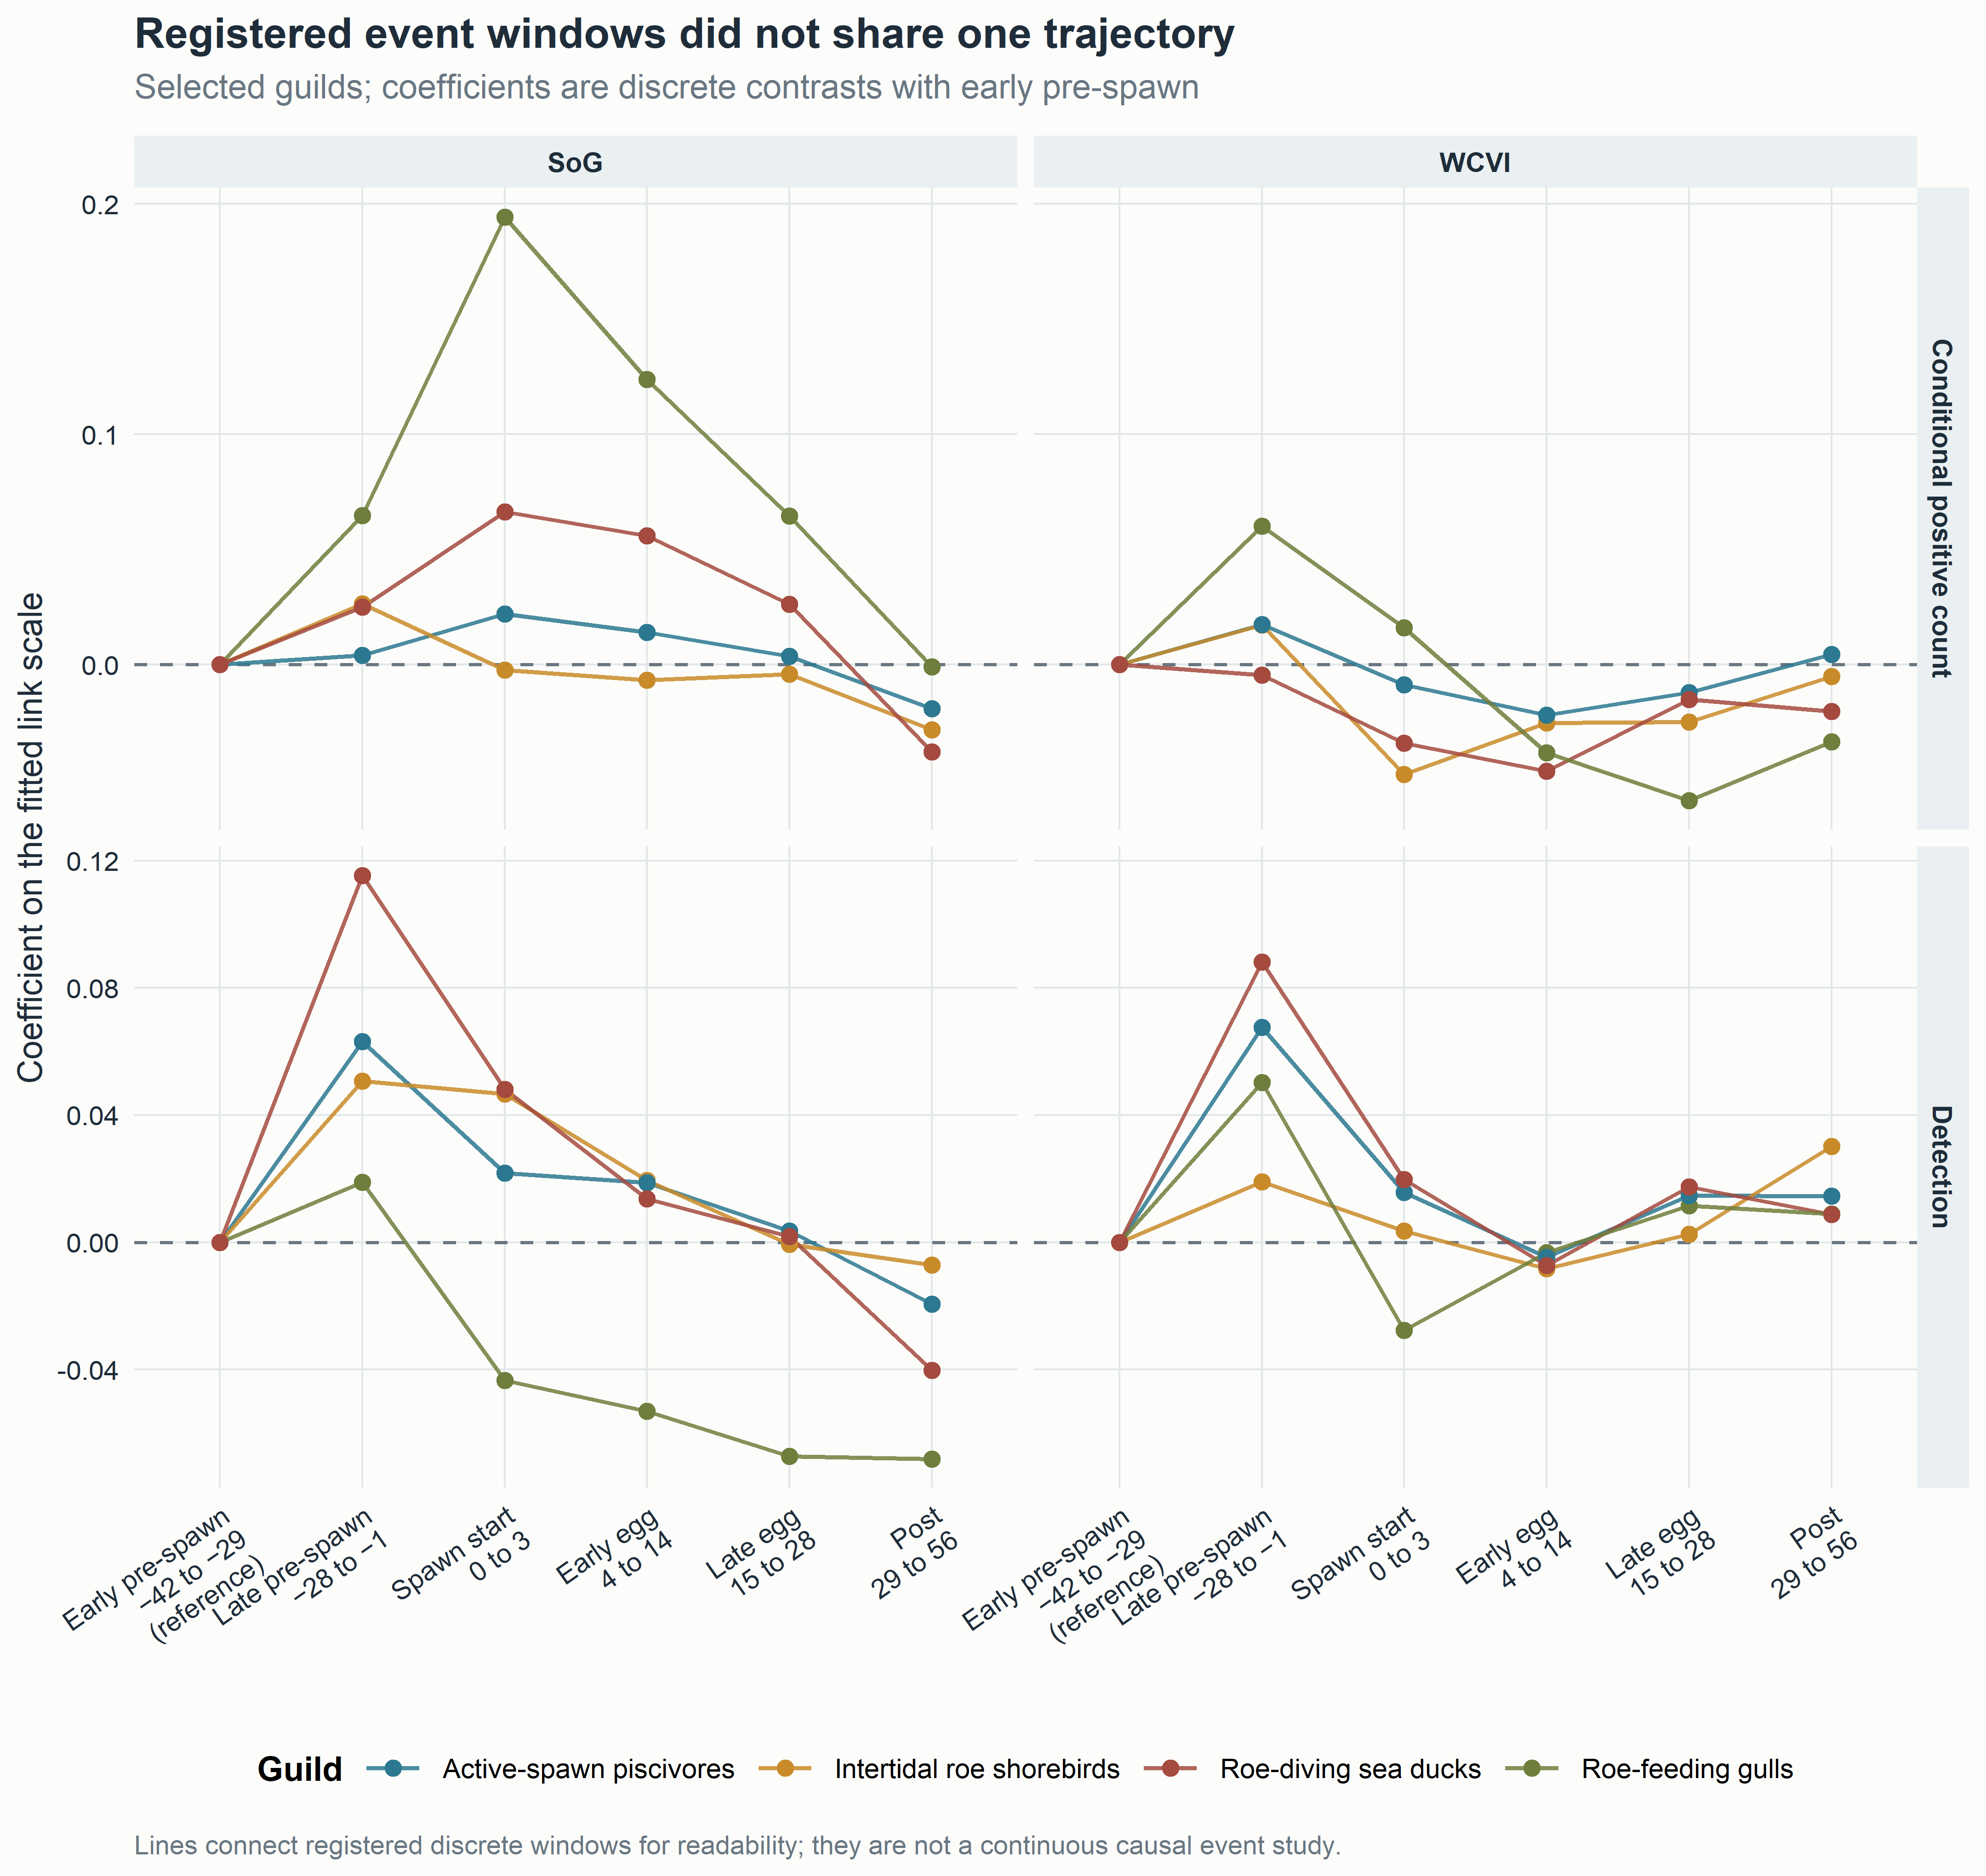 Registered event windows did not share one trajectory
Selected guilds; coefficients are discrete contrasts with early pre-spawn
SoG
WCVI
Coefficient on the fitted link scale
0.2
0.1
0.0
Conditional positive count
0.12
0.08
0.04
0.00
-0.04
Detection
Early pre-spawn
−42 to −29
(reference)
Late pre-spawn
−28 to −1
Spawn start
0 to 3
Early egg
4 to 14
Late egg
15 to 28
Post
29 to 56
Early pre-spawn
−42 to −29
(reference)
Late pre-spawn
−28 to −1
Spawn start
0 to 3
Early egg
4 to 14
Late egg
15 to 28
Post
29 to 56
Guild
Active-spawn piscivores
Intertidal roe shorebirds
Roe-diving sea ducks
Roe-feeding gulls
Lines connect registered discrete windows for readability; they are not a continuous causal event study.